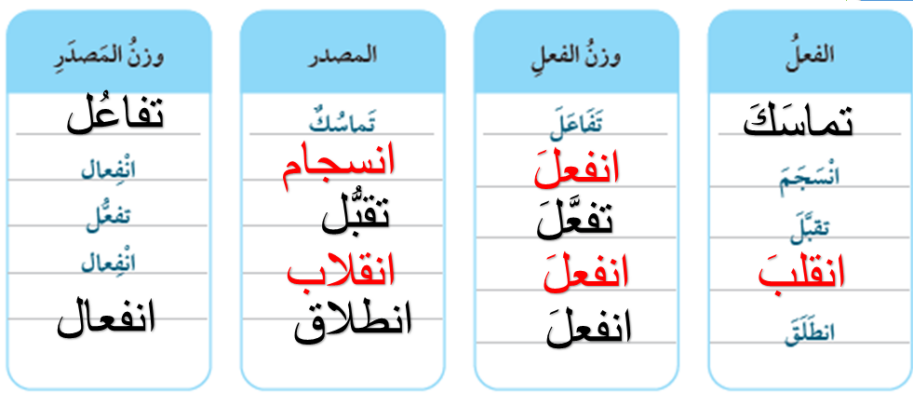 الفعلُ وزنُ الفعلِ المصدر وزنُ المَصدَرِ
تماسَكَ تَفَاعَلَ تَماسُكٌ تفاعُل
انْسَجَمَ انفعلَ انسجام انْفِعال
تقبَّلَ تفعَّلَ تقبُّل تفعُّل
انقلبَ انفعلَ انقلاب انْفِعال
انطَلَقَ انفعلَ انطلاق انفعال